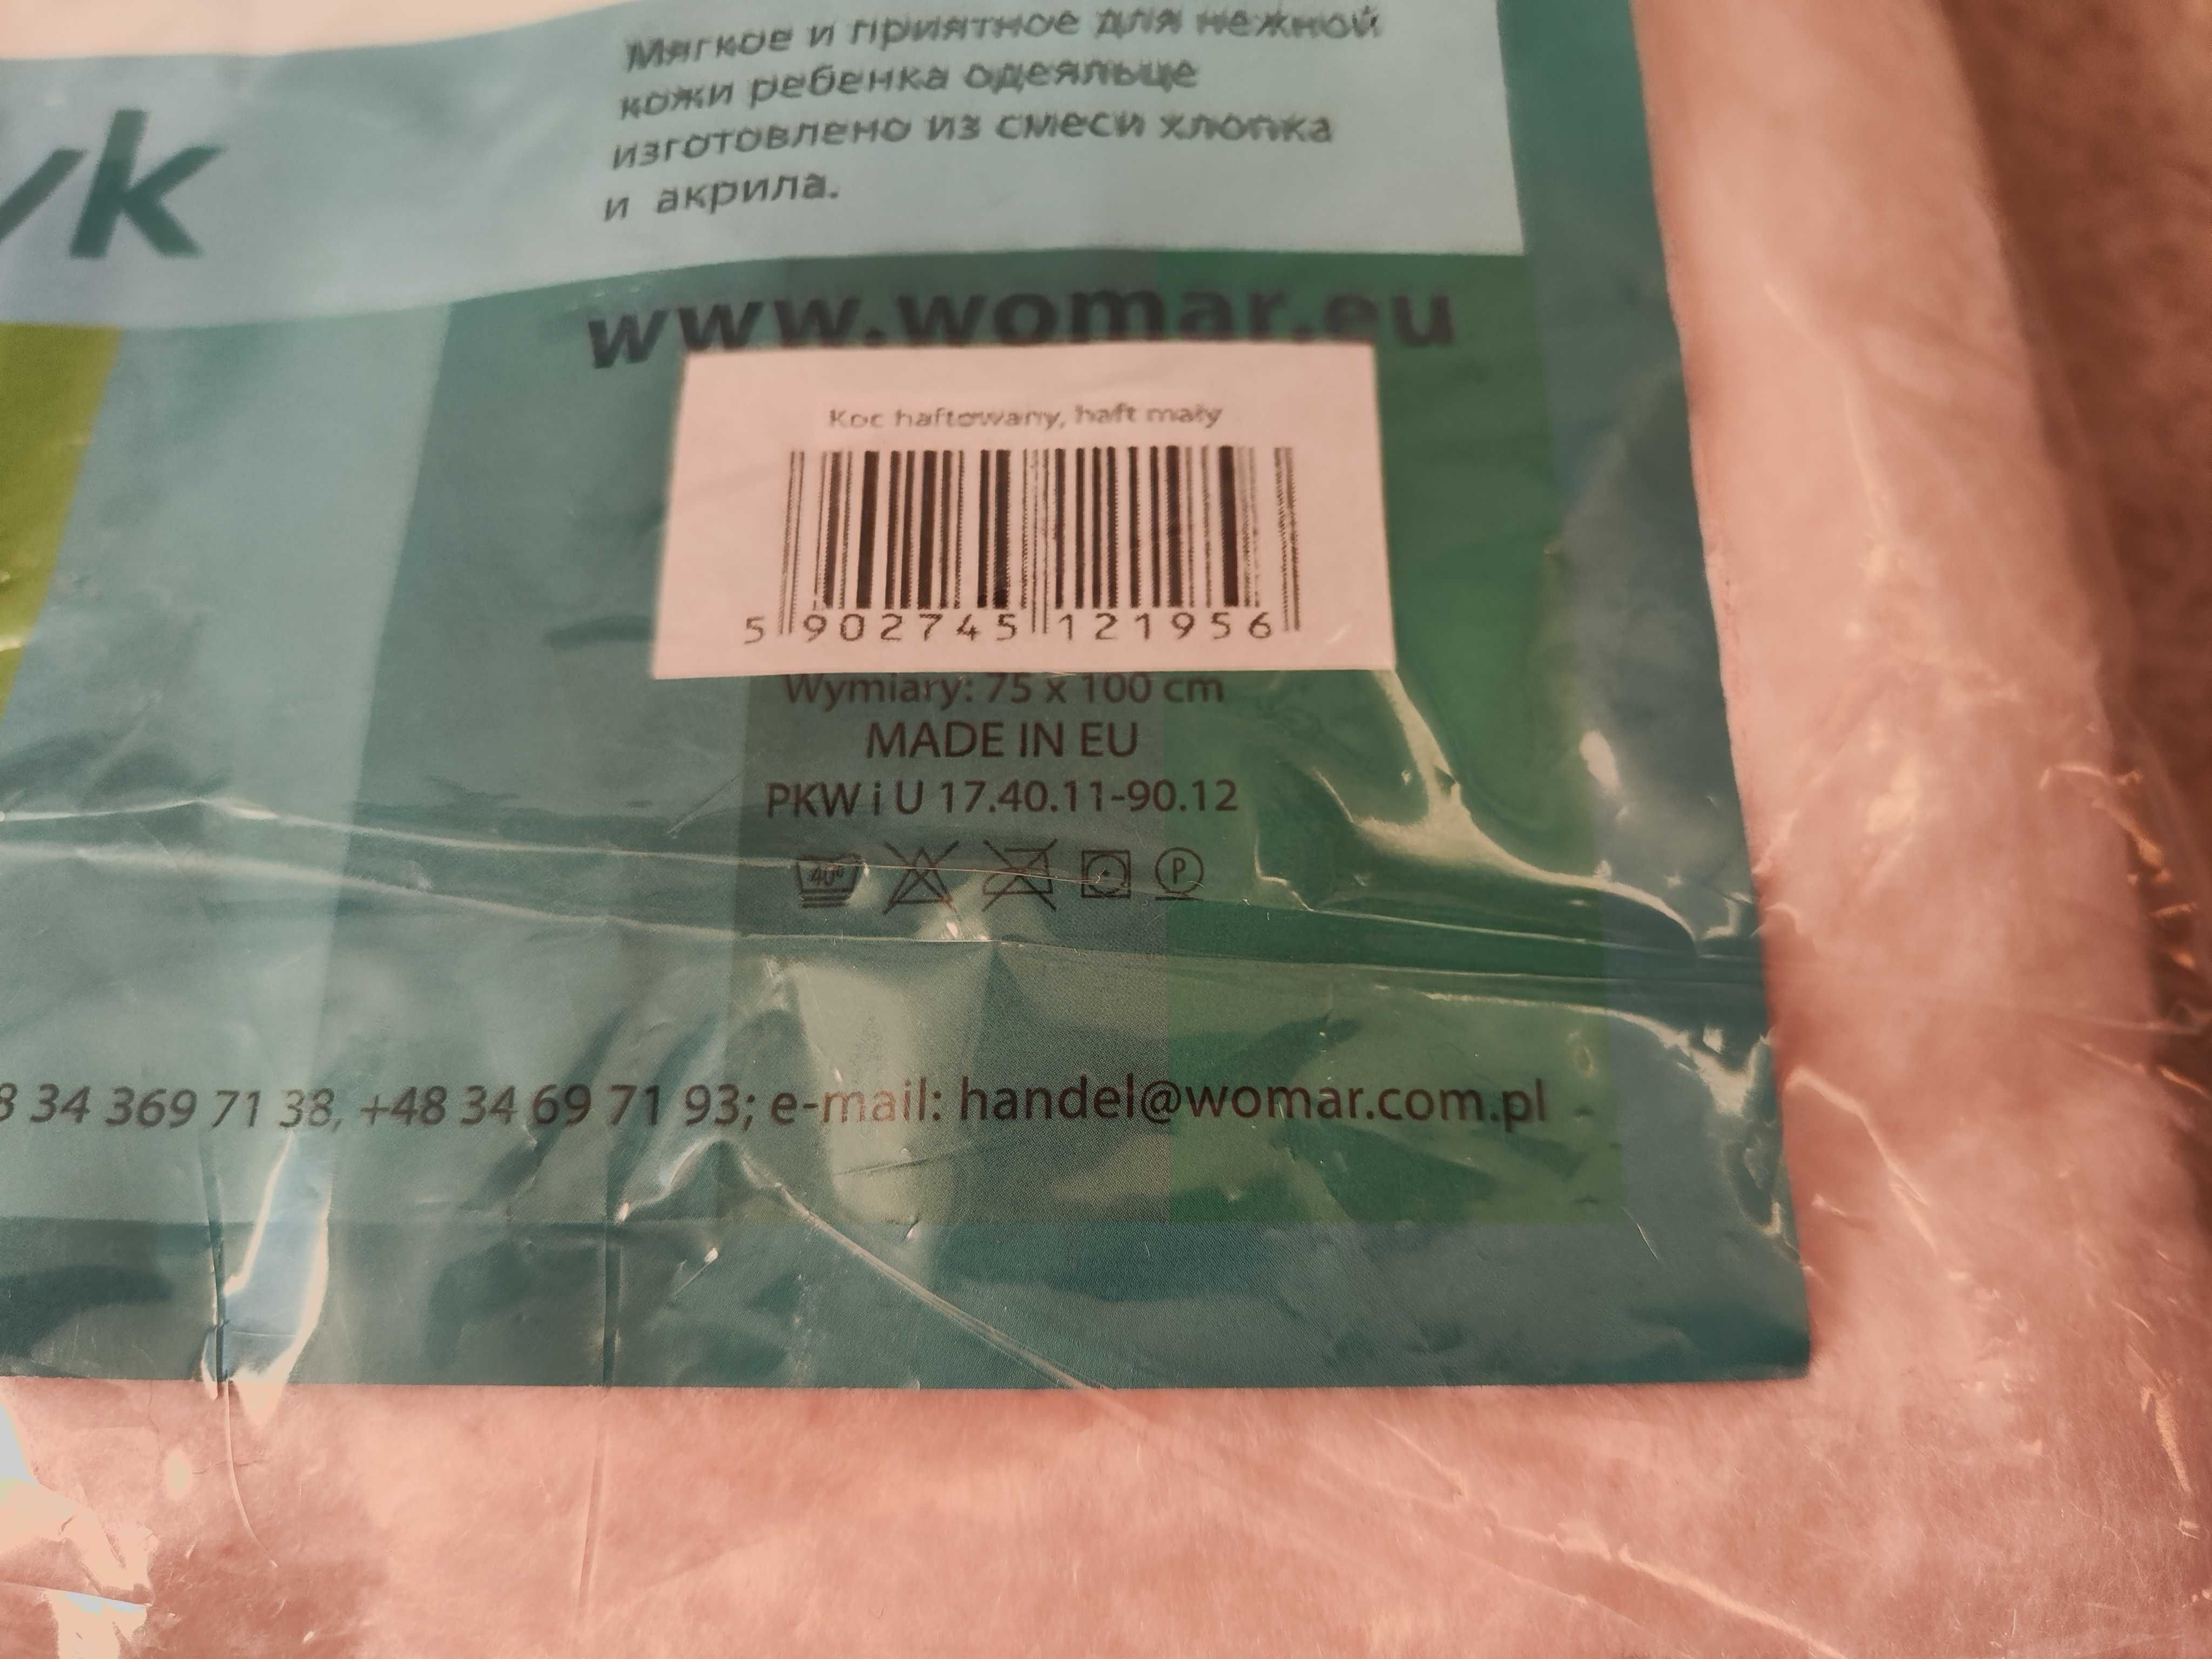 Мягкое и приятное для нежной
кожи ребенка одеяльце
изготовлено из смеси хлопка
и акрила.
yk
www.womar.eu
Koc haftowany, haft mały
5 902745 121956
Wymiary: 75 x 100 cm
MADE IN EU
PKW i U 17.40.11-90.12
40° P
8 34 369 71 38, +48 34 69 71 93; e-mail: handel@womar.com.pl